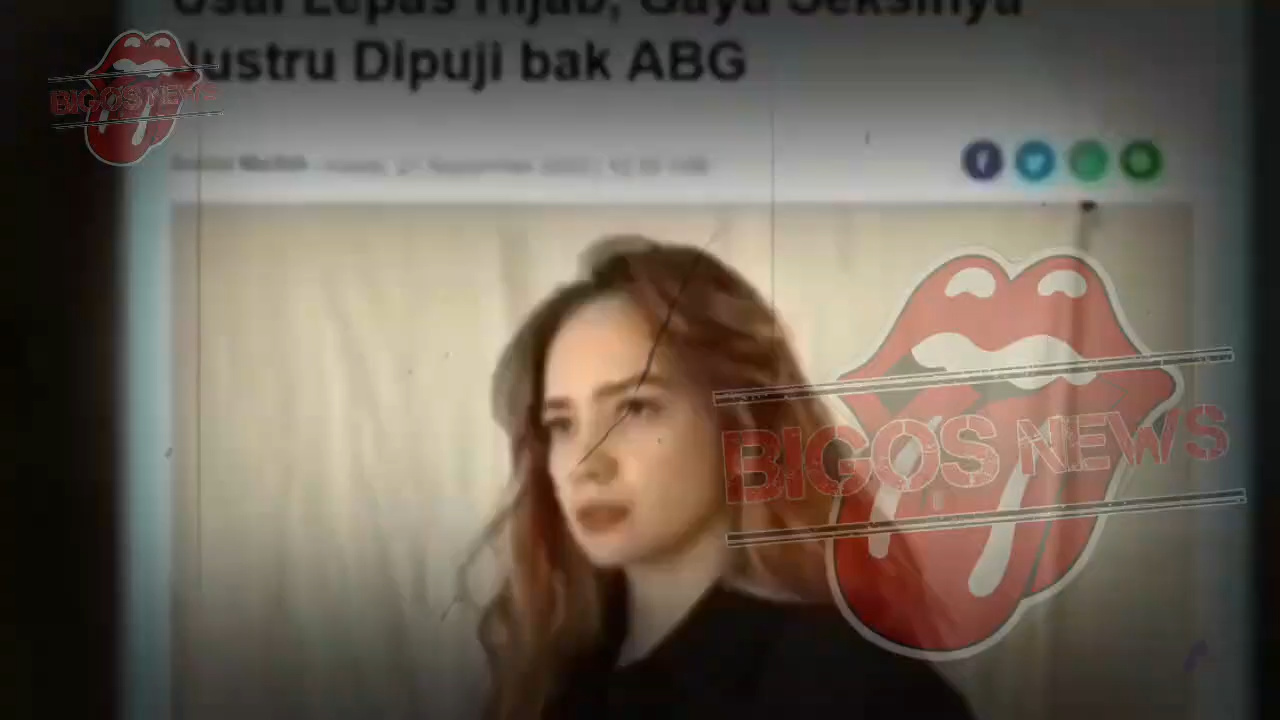 Usai Lepas Hijab, Gaya Seksinya
Justru Dipuji bak ABG
BIGOS NEWS
BIGOS NEWS